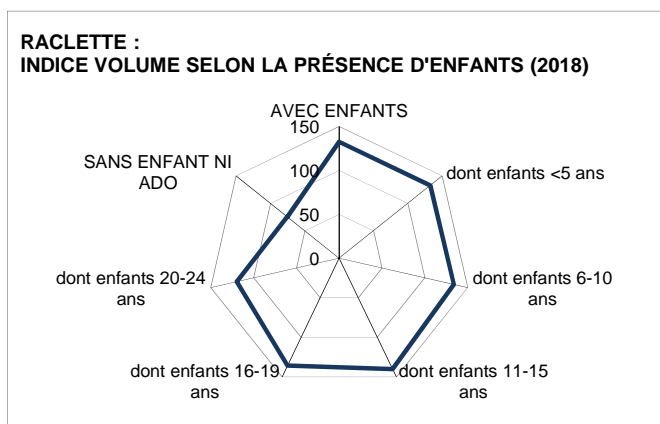 RACLETTE :
INDICE VOLUME SELON LA PRÉSENCE D'ENFANTS (2018)
AVEC ENFANTS
150
100
50
0
dont enfants <5 ans
dont enfants 6-10
ans
dont enfants 11-15
ans
dont enfants 16-19
ans
dont enfants 20-24
ans
SANS ENFANT NI
ADO